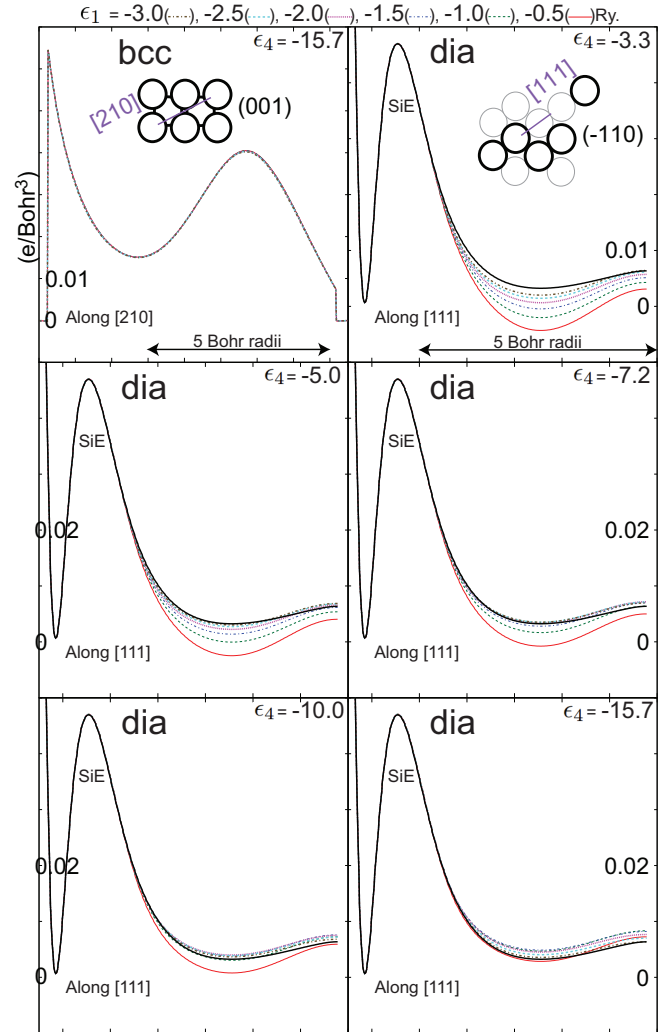 ϵ₁ = -3.0(-··-), -2.5(----), -2.0(······), -1.5(-·-·), -1.0(----), -0.5(——)Ry.
bcc
ϵ₄ = -15.7
[210]
(001)
(e/Bohr³)
0.01
0
Along [210]
5 Bohr radii
dia
ϵ₄ = -3.3
SiE
[111]
(-110)
0.01
0
Along [111]
5 Bohr radii
dia
ϵ₄ = -5.0
SiE
0.02
0
Along [111]
dia
ϵ₄ = -7.2
SiE
0.02
0
Along [111]
dia
ϵ₄ = -10.0
SiE
0.02
0
Along [111]
dia
ϵ₄ = -15.7
SiE
0.02
0
Along [111]